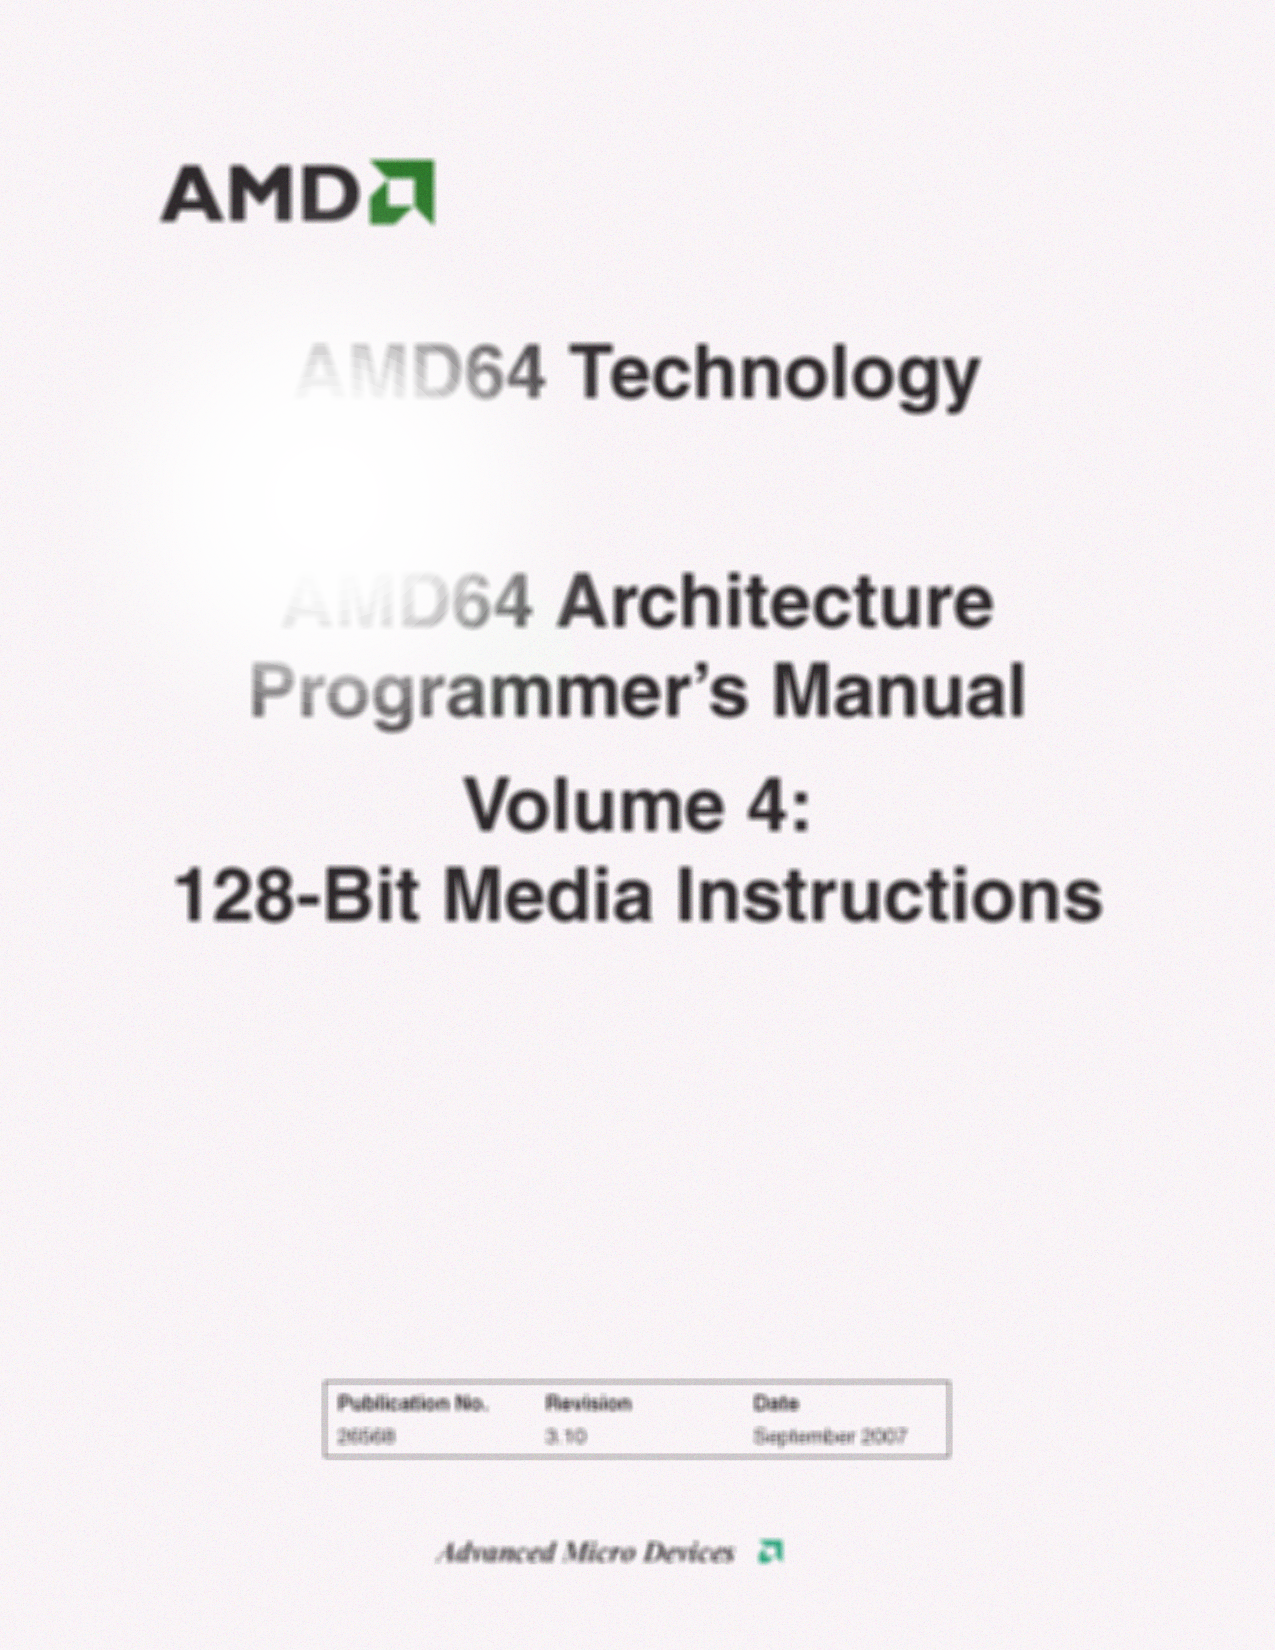 AMD
AMD64 Technology
AMD64 Architecture
Programmer’s Manual
Volume 4:
128-Bit Media Instructions
Publication No. Revision Date
26568 3.10 September 2007
Advanced Micro Devices